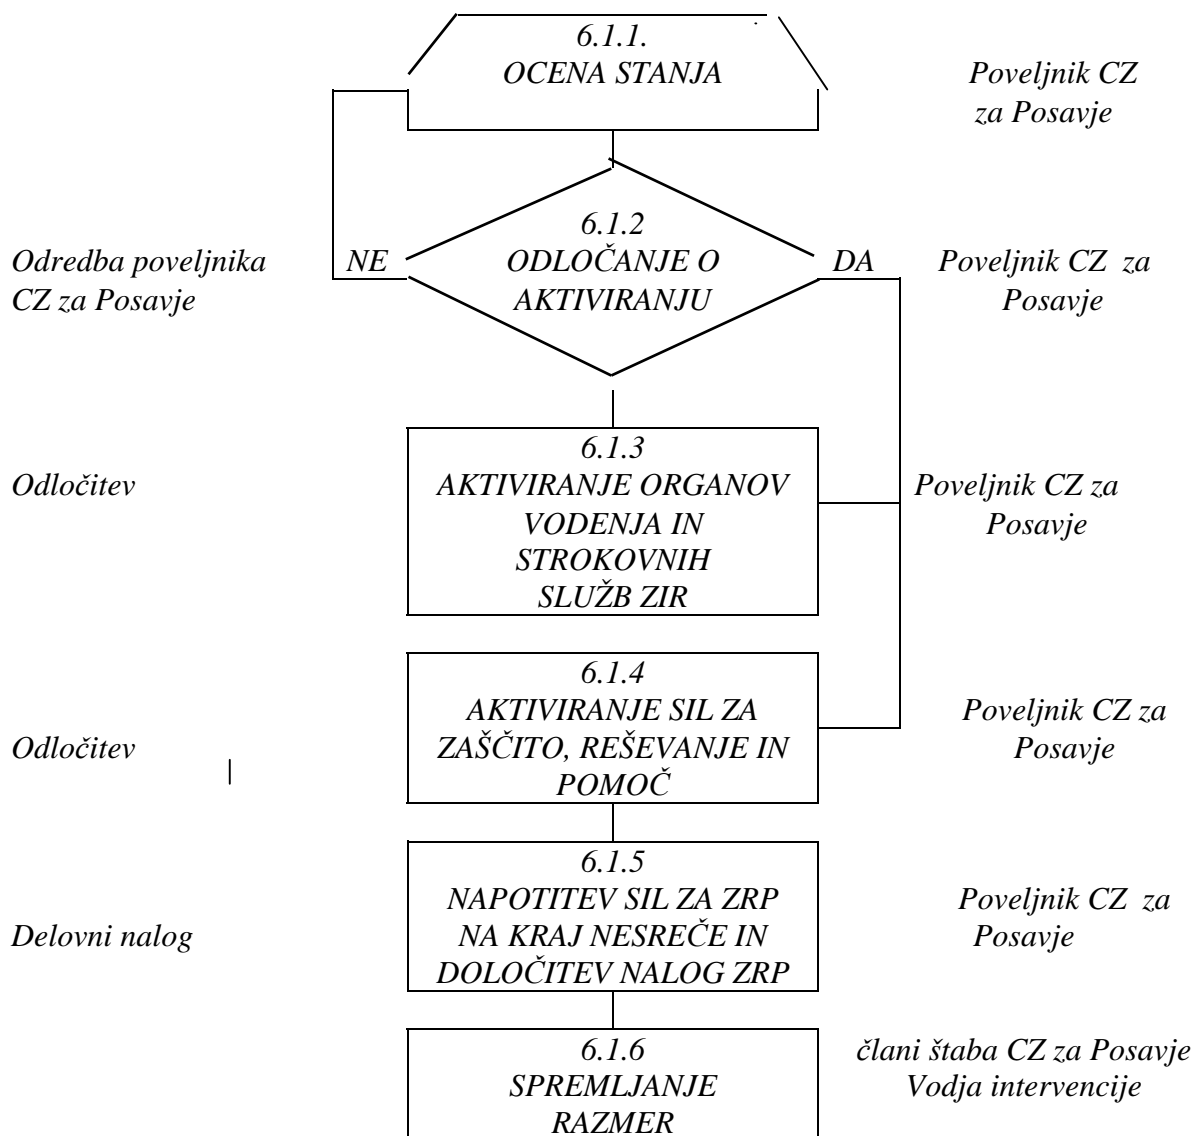 6.1.1.
OCENA STANJA
Poveljnik CZ
za Posavje
Odredba poveljnika
CZ za Posavje
NE
6.1.2
ODLOČANJE O
AKTIVIRANJU
DA
Poveljnik CZ za
Posavje
Odločitev
6.1.3
AKTIVIRANJE ORGANOV
VODENJA IN
STROKOVNIH
SLUŽB ZIR
Poveljnik CZ za
Posavje
Odločitev
6.1.4
AKTIVIRANJE SIL ZA
ZAŠČITO, REŠEVANJE IN
POMOČ
Poveljnik CZ za
Posavje
Delovni nalog
6.1.5
NAPOTITEV SIL ZA ZRP
NA KRAJ NESREČE IN
DOLOČITEV NALOG ZRP
Poveljnik CZ za
Posavje
6.1.6
SPREMLJANJE
RAZMER
člani štaba CZ za Posavje
Vodja intervencije